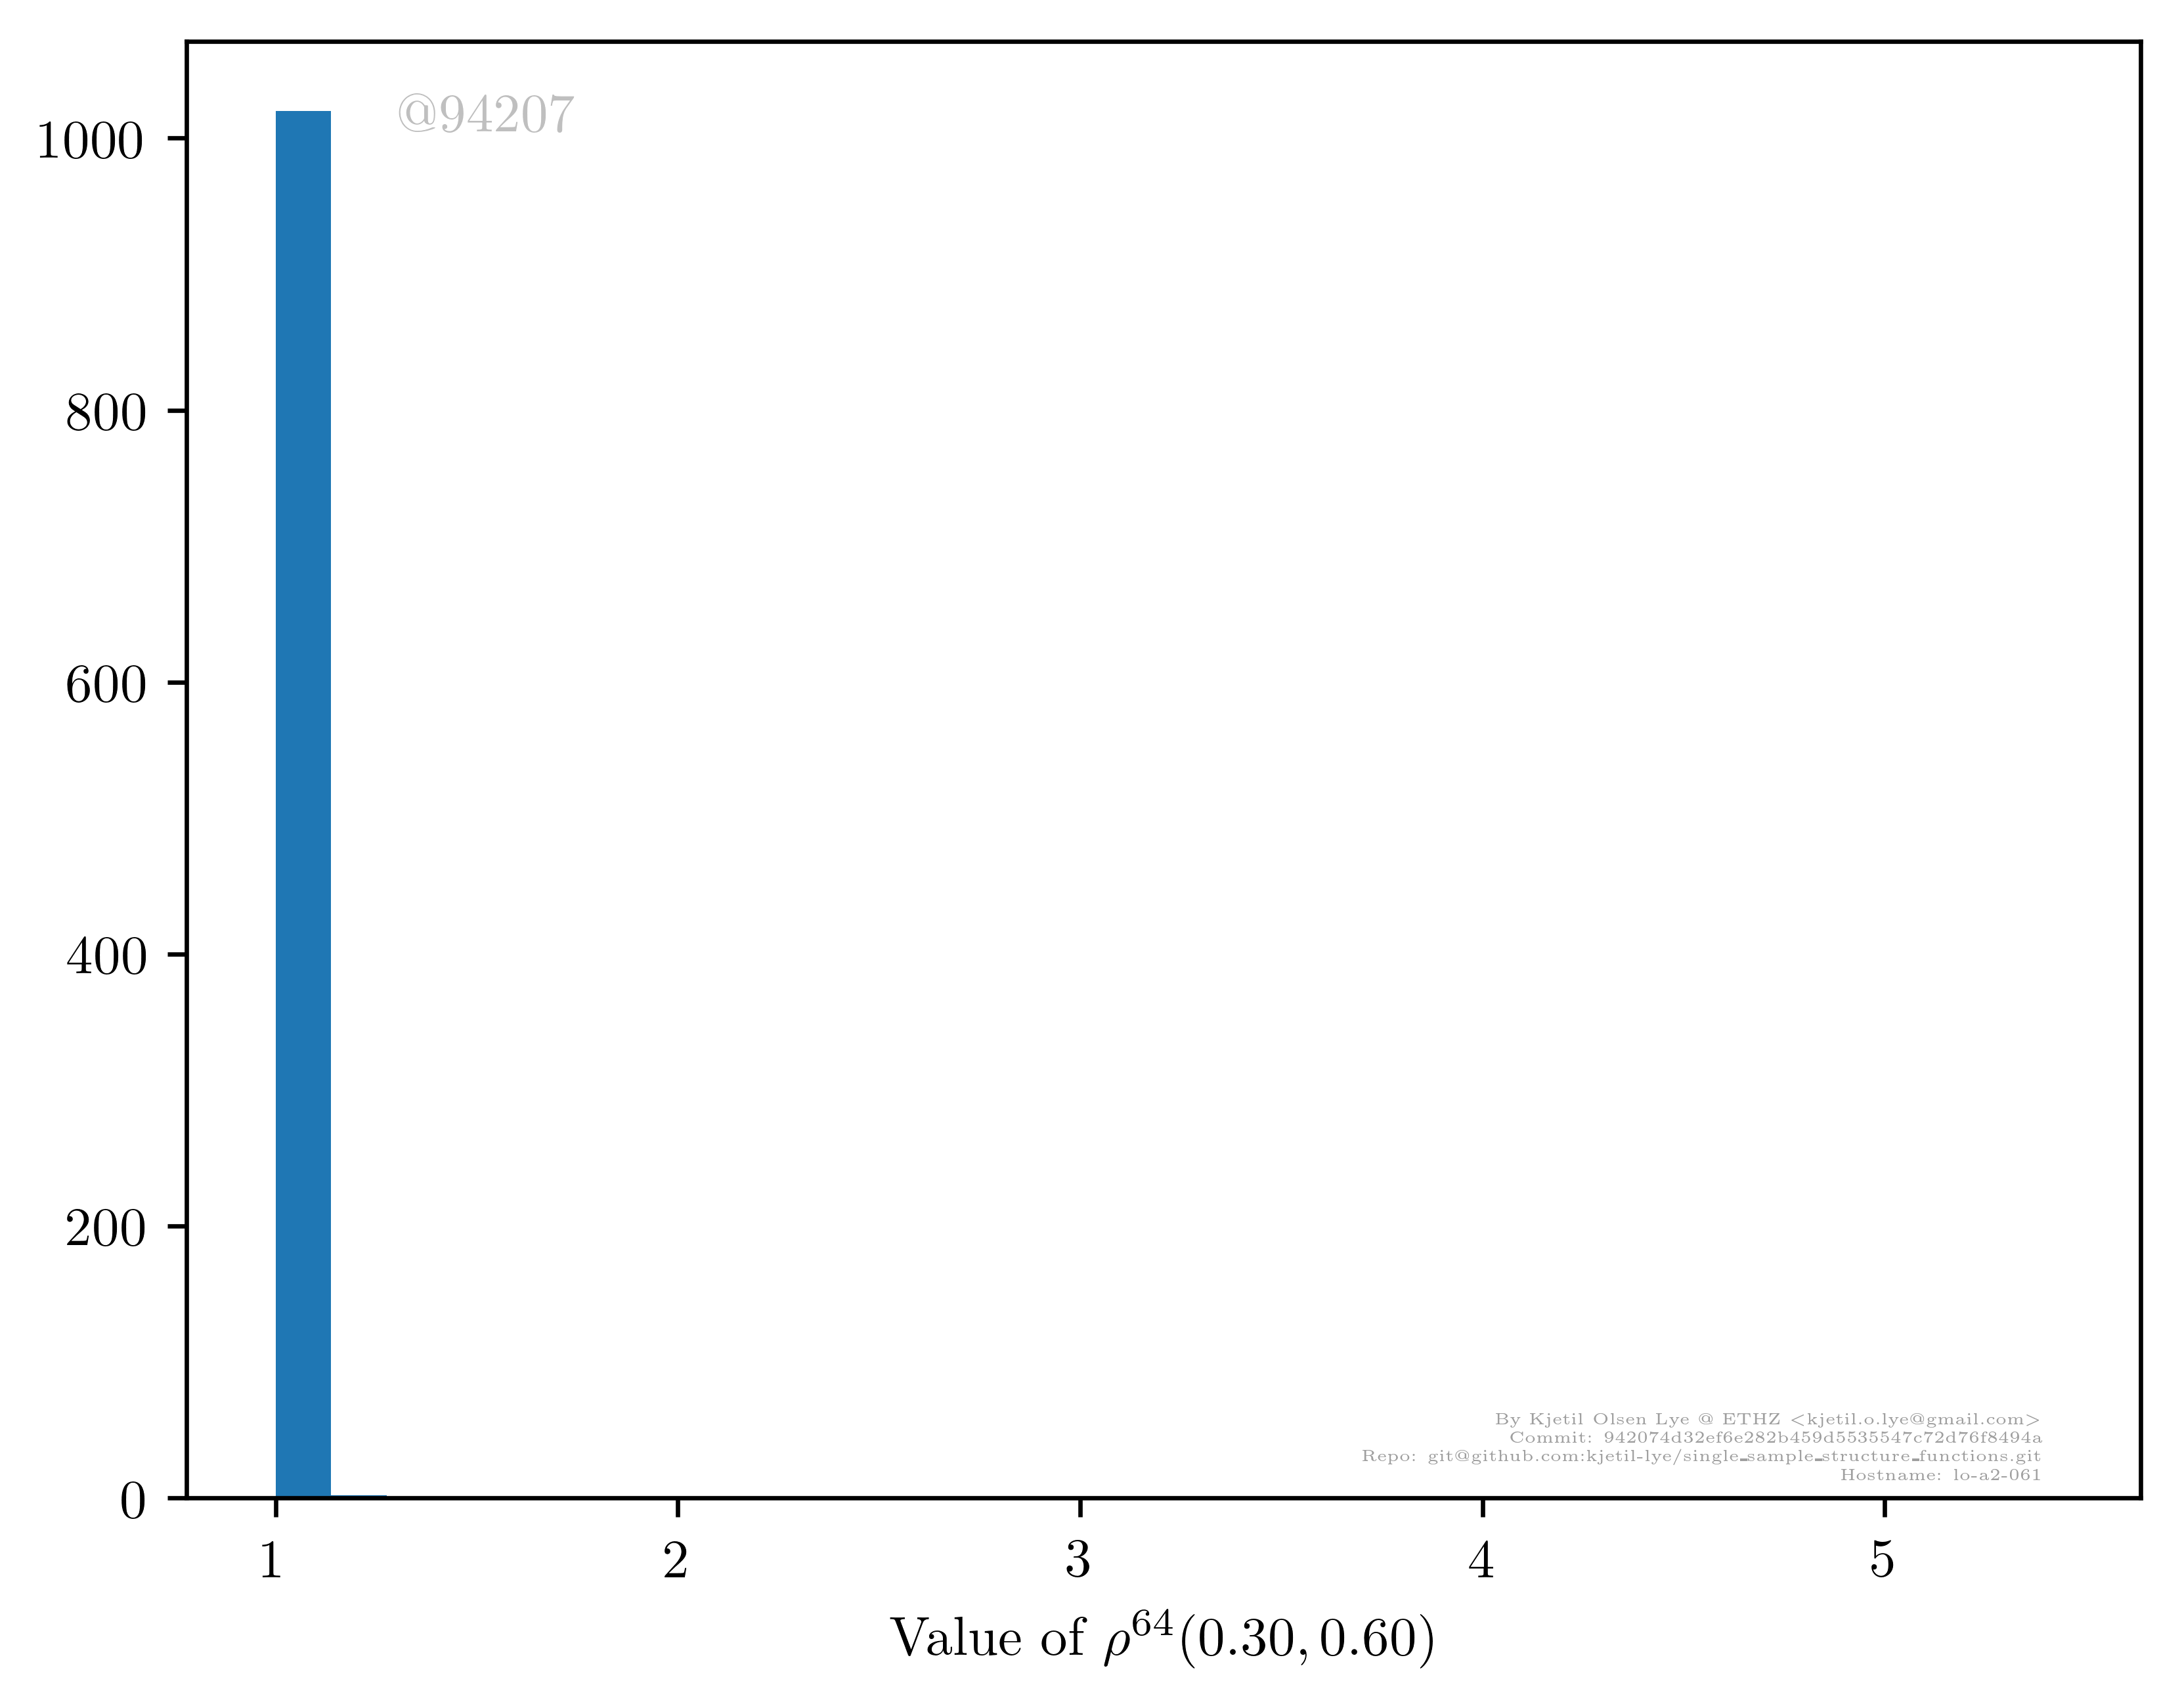 @94207
1000
800
600
400
200
0
1 2 3 4 5
Value of ρ^64(0.30, 0.60)
By Kjetil Olsen Lye @ ETHZ <kjetil.o.lye@gmail.com>
Commit: 942074d32ef6e282b459d5535547c72d76f8494a
Repo: git@github.com:kjetil-lye/single_sample_structure_functions.git
Hostname: lo-a2-061